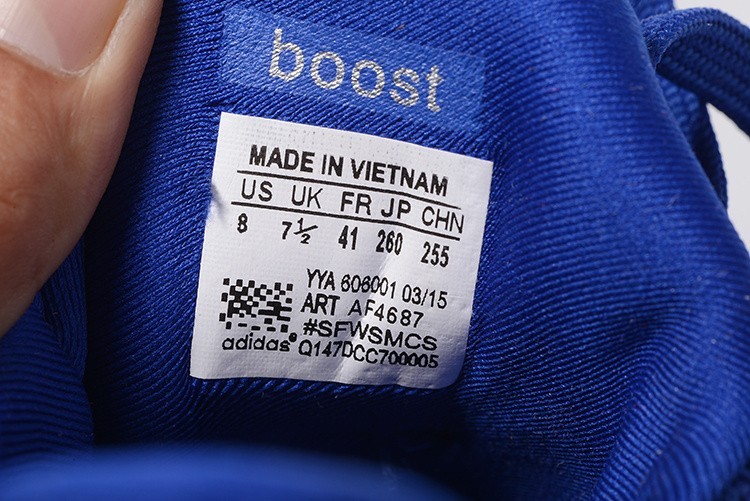 boost
MADE IN VIETNAM
US UK FR JP CHN
8 7½ 41 260 255
YYA 606001 03/15
ART AF4687
#SFWSMCS
adidas® Q147DCC700005